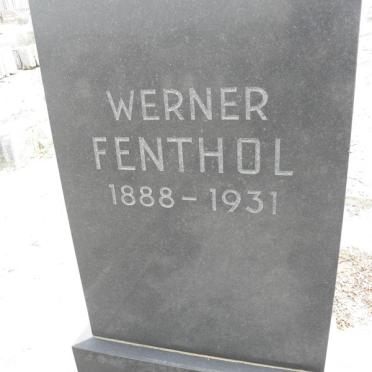 WERNER
FENTHOL
1888 – 1931